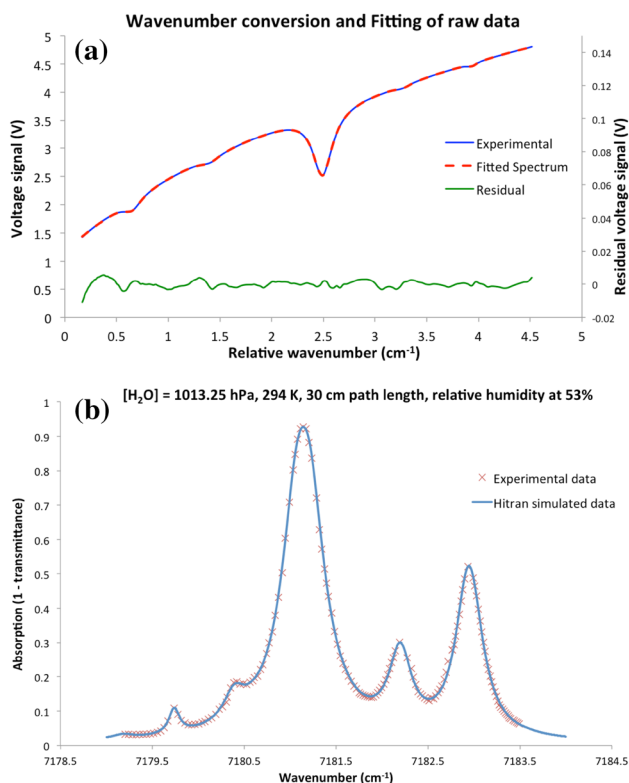 Wavenumber conversion and Fitting of raw data
(a)
Voltage signal (V)
5
4.5
4
3.5
3
2.5
2
1.5
1
0.5
0
0 0.5 1 1.5 2 2.5 3 3.5 4 4.5 5
Relative wavenumber (cm-1)
Experimental
Fitted Spectrum
Residual
0.14
0.12
0.1
0.08
0.06
0.04
0.02
0
-0.02
Residual voltage signal (V)
(b)
[H2O] = 1013.25 hPa, 294 K, 30 cm path length, relative humidity at 53%
Absorption (1 - transmittance)
1
0.9
0.8
0.7
0.6
0.5
0.4
0.3
0.2
0.1
0
7178.5 7179.5 7180.5 7181.5 7182.5 7183.5 7184.5
Wavenumber (cm-1)
Experimental data
Hitran simulated data